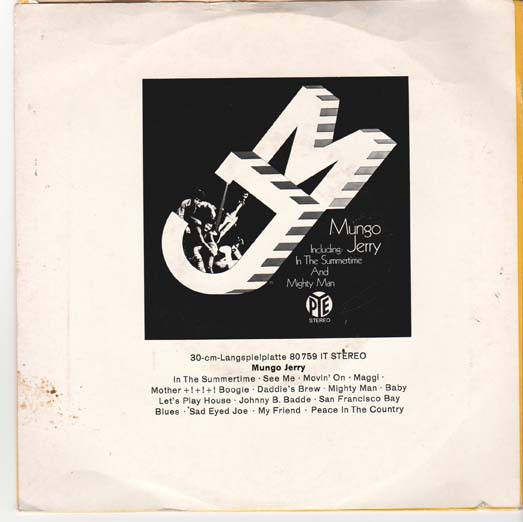 MJ
Mungo
Including: Jerry
In The Summertime
And
Mighty Man
PYE
STEREO
30-cm-Langspielplatte 80 759 IT STEREO
Mungo Jerry
In The Summertime · See Me · Movin' On · Maggi ·
Mother +!+!+! Boogie · Daddie's Brew · Mighty Man · Baby
Let's Play House · Johnny B. Badde · San Francisco Bay
Blues · Sad Eyed Joe · My Friend · Peace In The Country